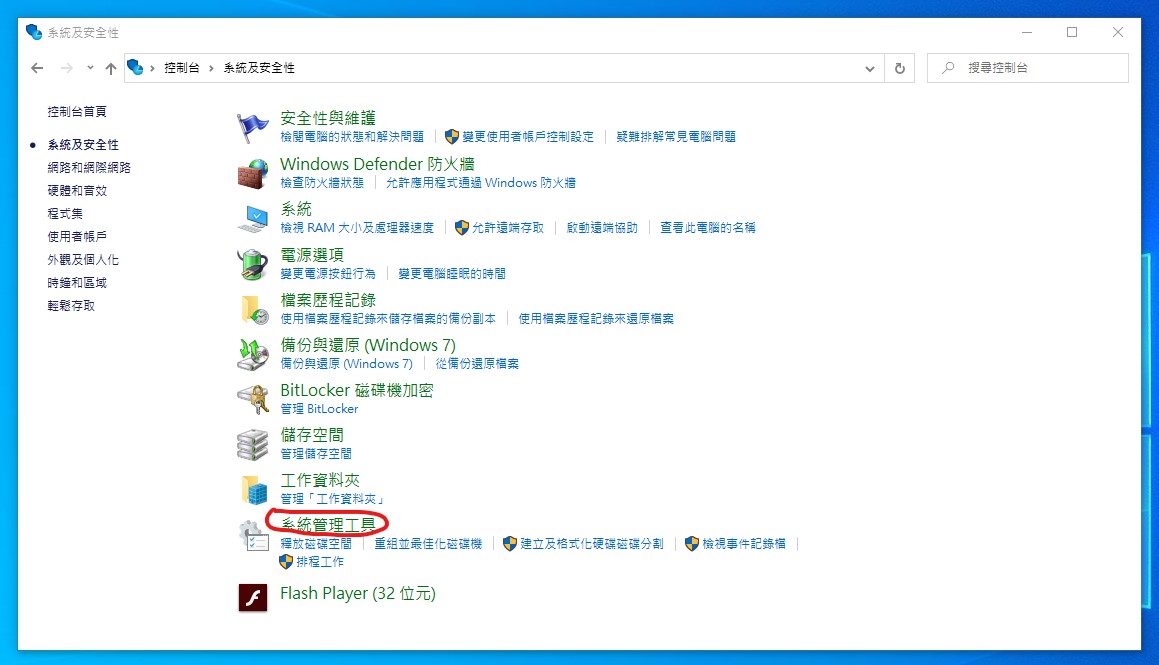 系統及安全性
控制台 系統及安全性
搜尋控制台
控制台首頁
系統及安全性
網路和網際網路
硬體和音效
程式集
使用者帳戶
外觀及個人化
時鐘和區域
輕鬆存取
安全性與維護
檢閱電腦的狀態和解決問題 變更使用者帳戶控制設定 疑難排解常見電腦問題
Windows Defender 防火牆
檢查防火牆狀態 允許應用程式通過 Windows 防火牆
系統
檢視 RAM 大小及處理器速度 允許遠端存取 啟動遠端協助 查看此電腦的名稱
電源選項
變更電源按鈕行為 變更電腦睡眠的時間
檔案歷程記錄
使用檔案歷程記錄來儲存檔案的備份副本 使用檔案歷程記錄來還原檔案
備份與還原 (Windows 7)
備份與還原 (Windows 7) 從備份還原檔案
BitLocker 磁碟機加密
管理 BitLocker
儲存空間
管理儲存空間
工作資料夾
管理「工作資料夾」
系統管理工具
釋放磁碟空間 重組並最佳化磁碟機 建立及格式化硬碟磁碟分割 檢視事件記錄檔
排程工作
Flash Player (32 位元)